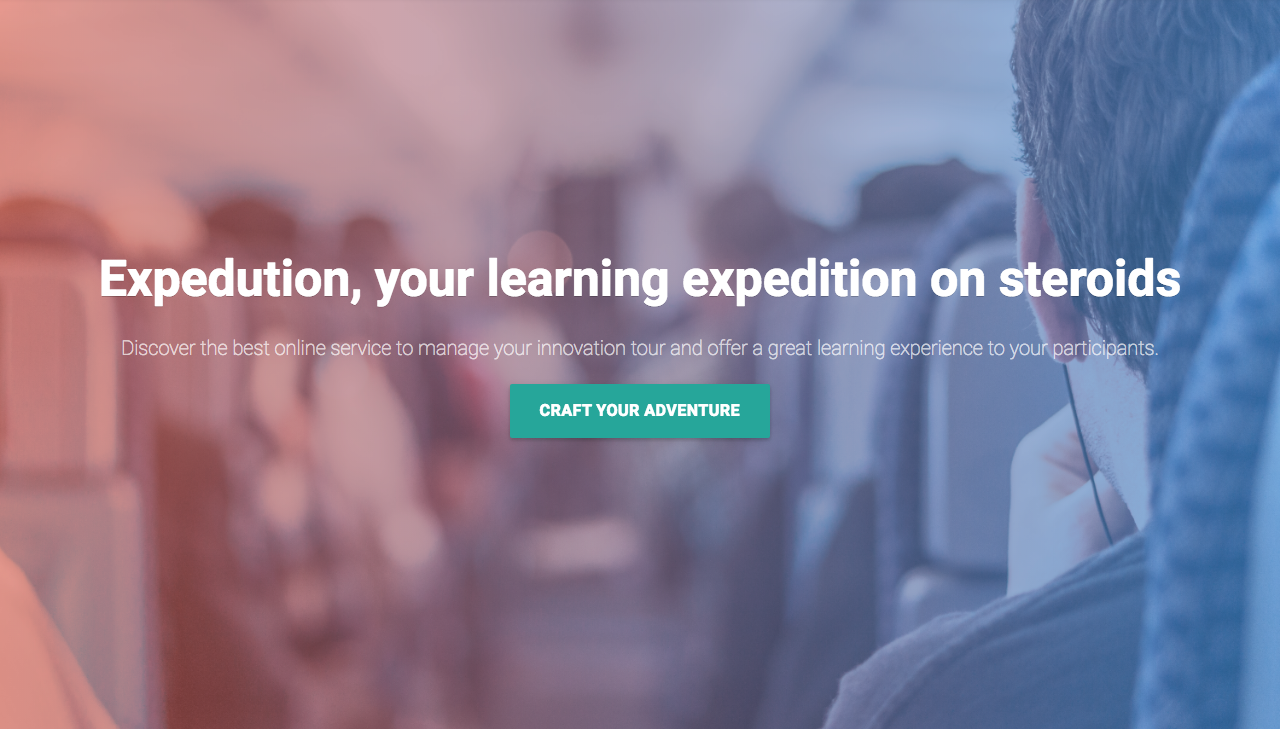 Expedution, your learning expedition on steroids
Discover the best online service to manage your innovation tour and offer a great learning experience to your participants.
CRAFT YOUR ADVENTURE